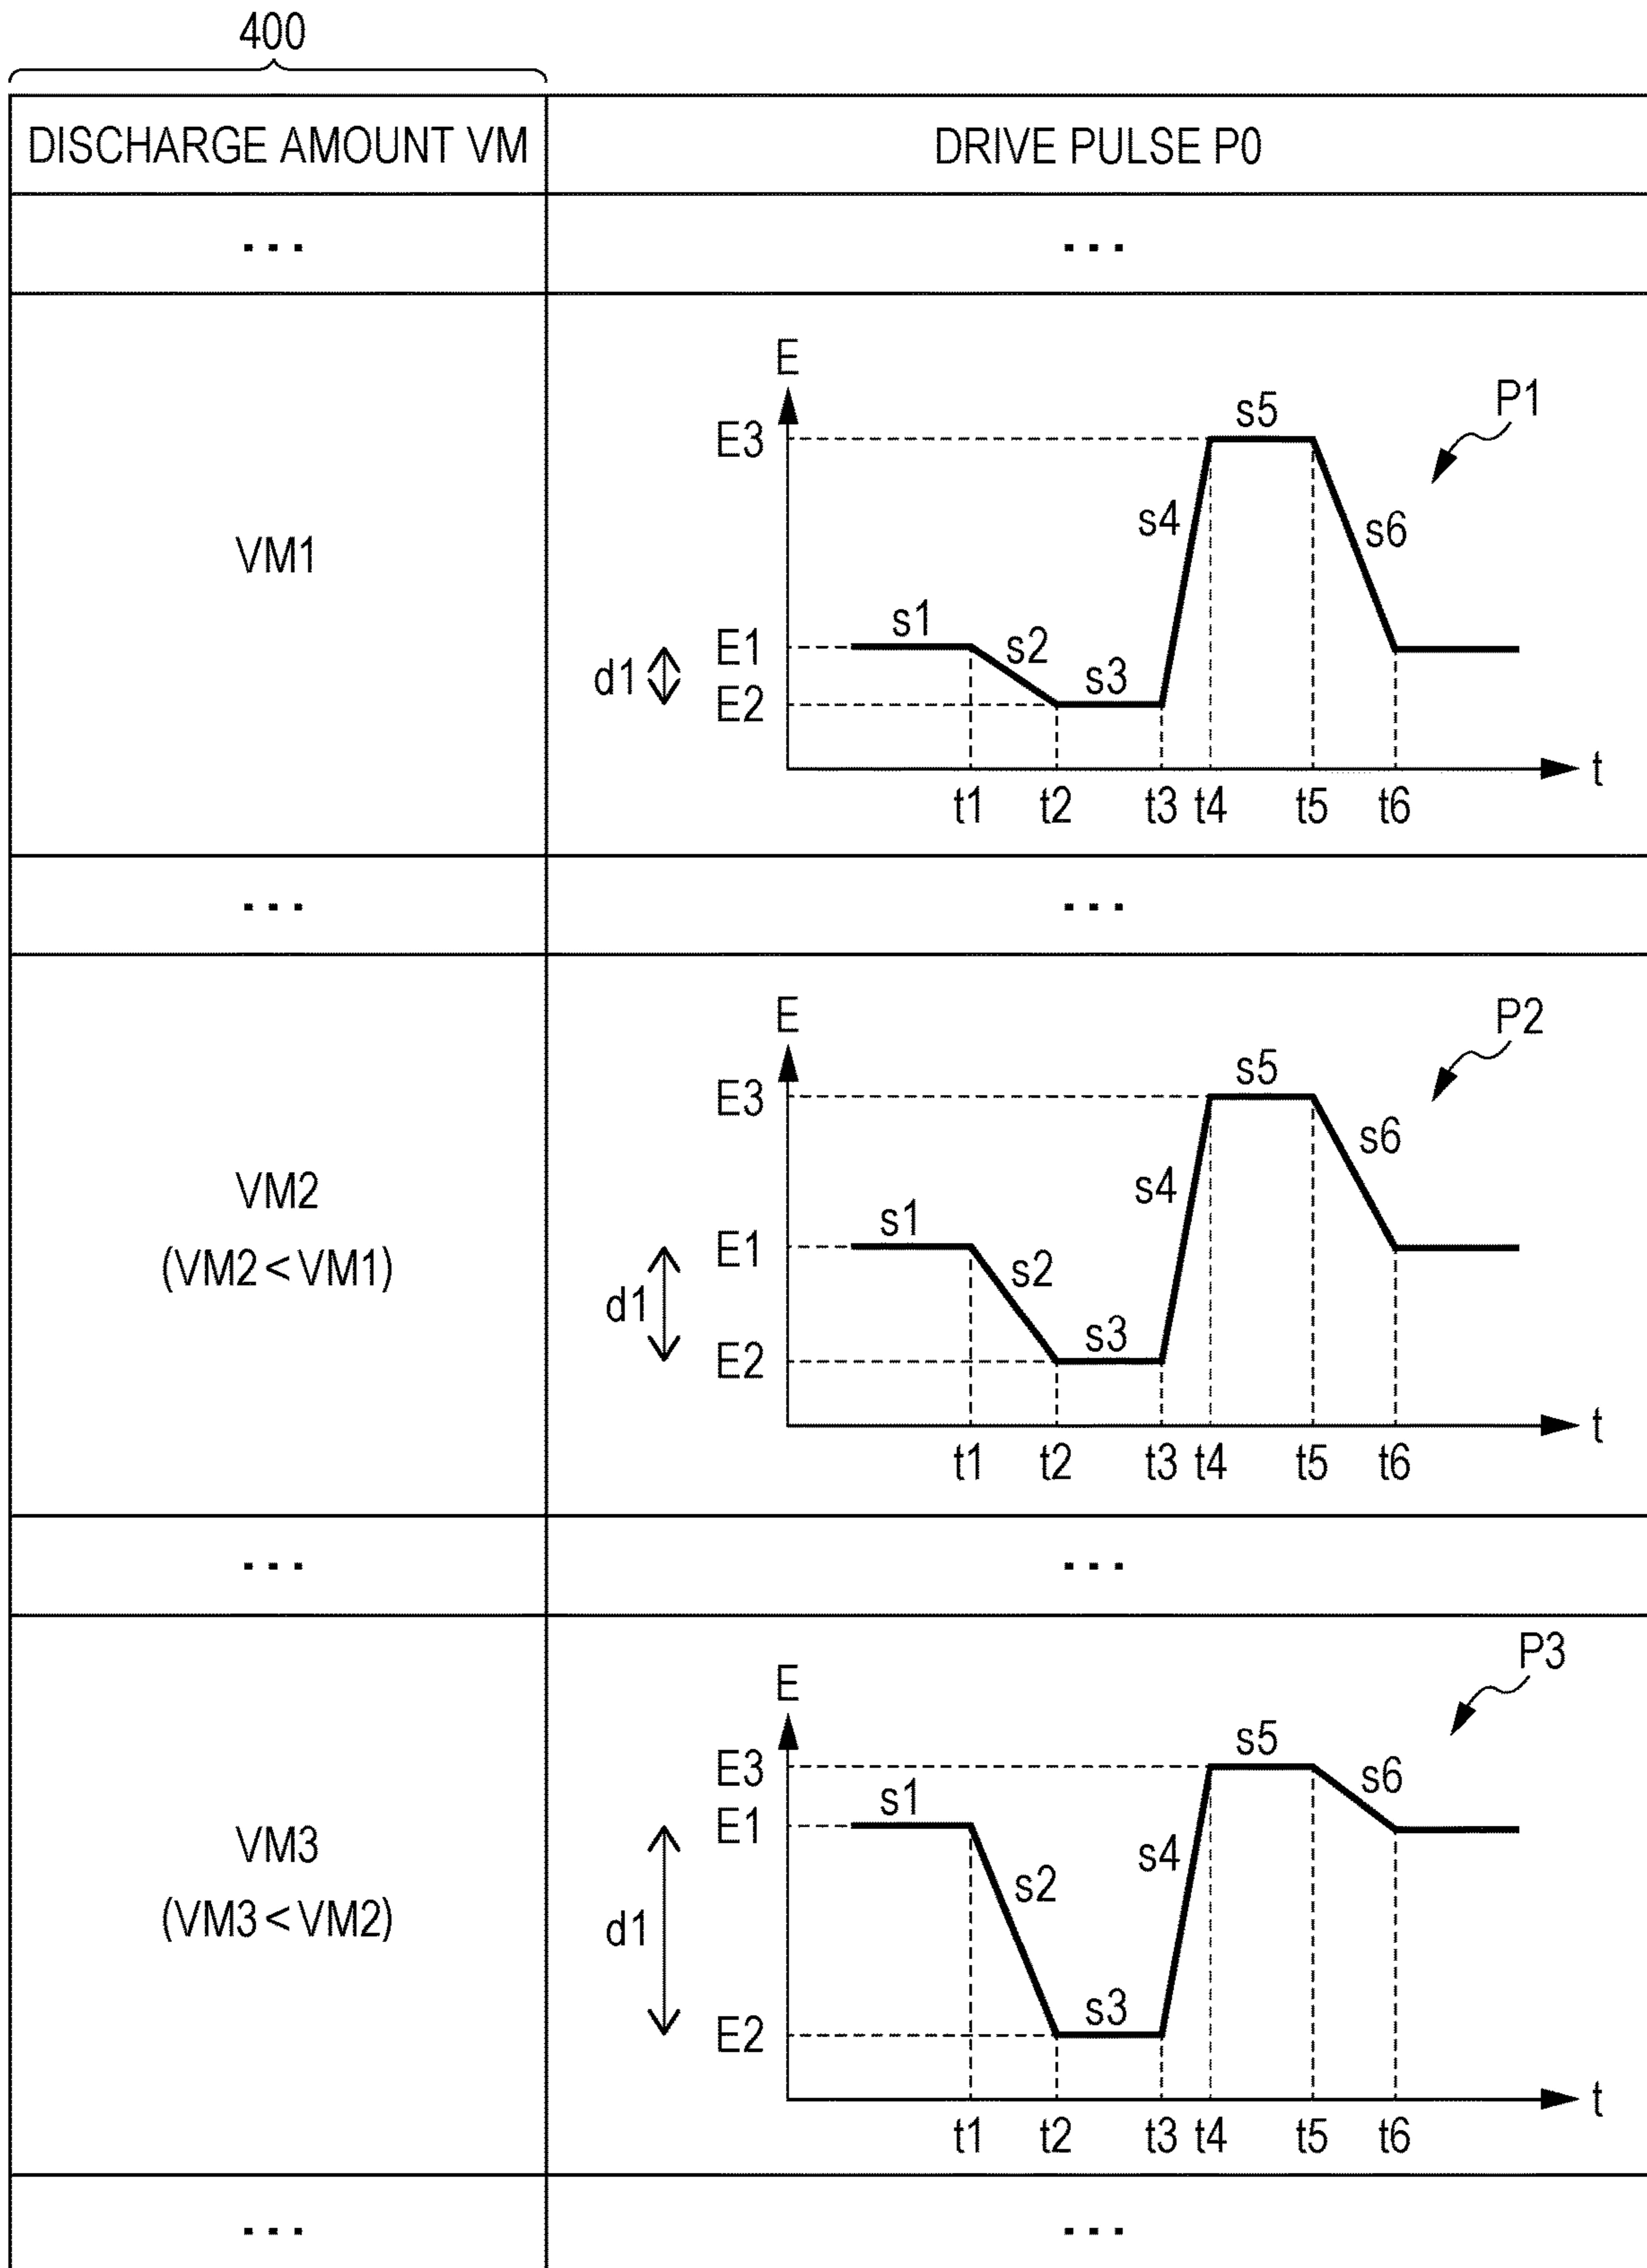 400
DISCHARGE AMOUNT VM
DRIVE PULSE P0
... ...
VM1
E
P1
E3
s5
s4
s6
s1
E1
s2
d1
s3
E2
t
t1 t2 t3 t4 t5 t6
... ...
VM2
(VM2 < VM1)
E
P2
E3
s5
s6
s4
s1
E1
s2
d1
s3
E2
t
t1 t2 t3 t4 t5 t6
... ...
VM3
(VM3 < VM2)
E
P3
E3
s5
s6
s1
E1
s4
s2
d1
s3
E2
t
t1 t2 t3 t4 t5 t6
... ...